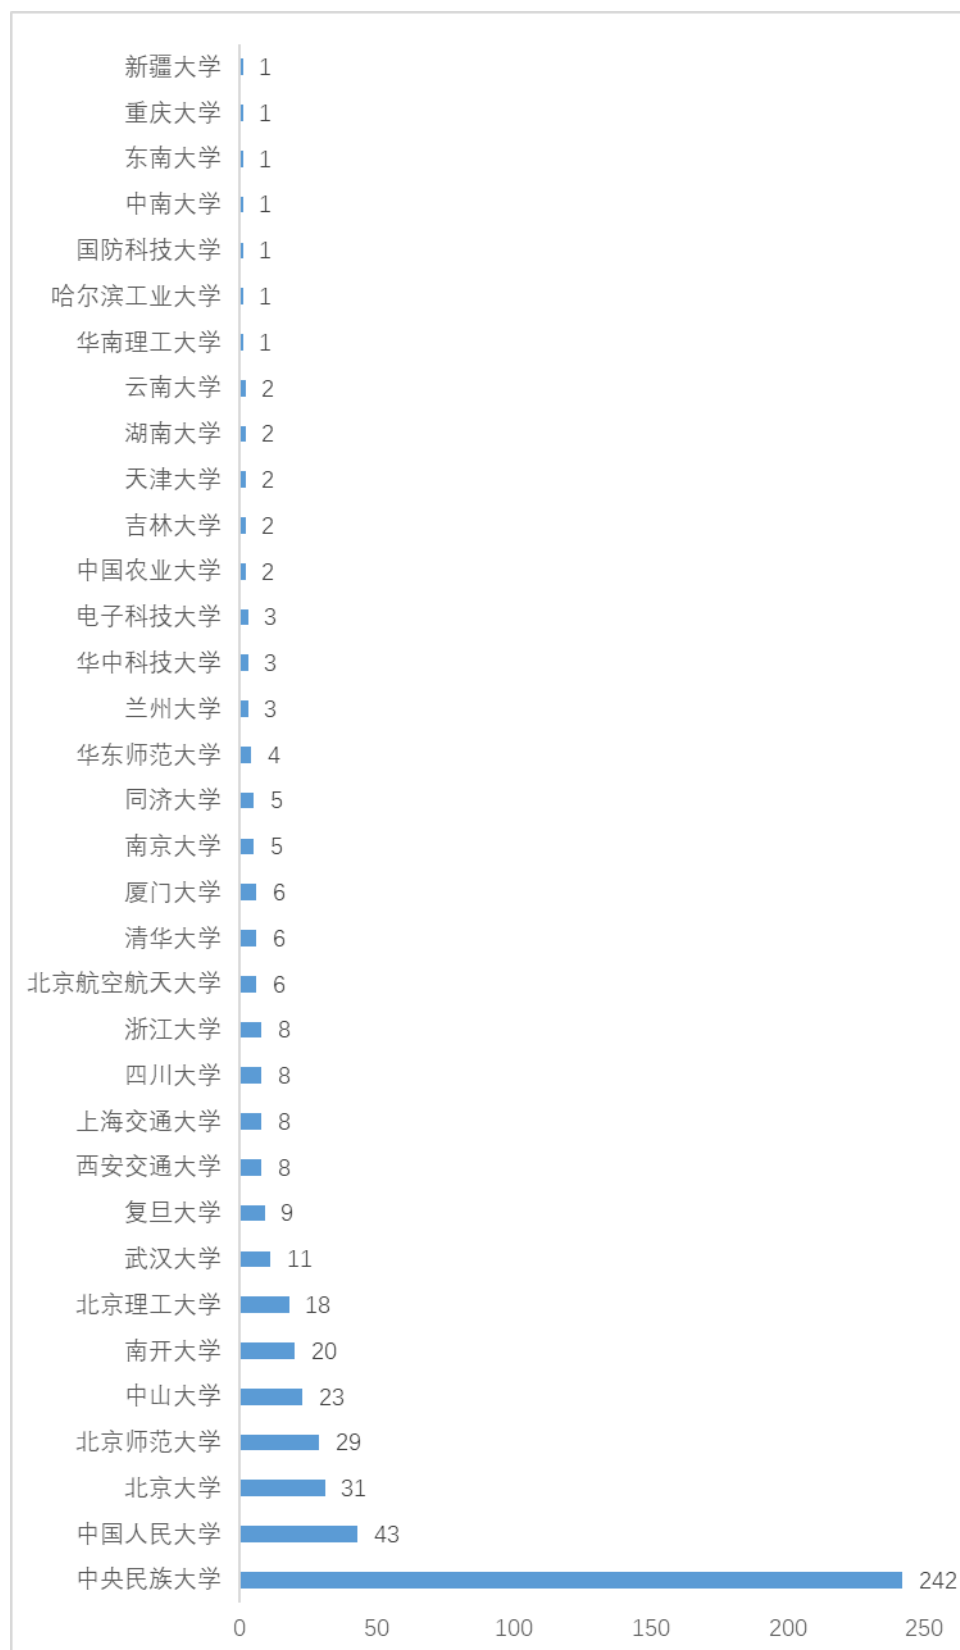 新疆大学 1
重庆大学 1
东南大学 1
中南大学 1
国防科技大学 1
哈尔滨工业大学 1
华南理工大学 1
云南大学 2
湖南大学 2
天津大学 2
吉林大学 2
中国农业大学 2
电子科技大学 3
华中科技大学 3
兰州大学 3
华东师范大学 4
同济大学 5
南京大学 5
厦门大学 6
清华大学 6
北京航空航天大学 6
浙江大学 8
四川大学 8
上海交通大学 8
西安交通大学 8
复旦大学 9
武汉大学 11
北京理工大学 18
南开大学 20
中山大学 23
北京师范大学 29
北京大学 31
中国人民大学 43
中央民族大学 242
0 50 100 150 200 250